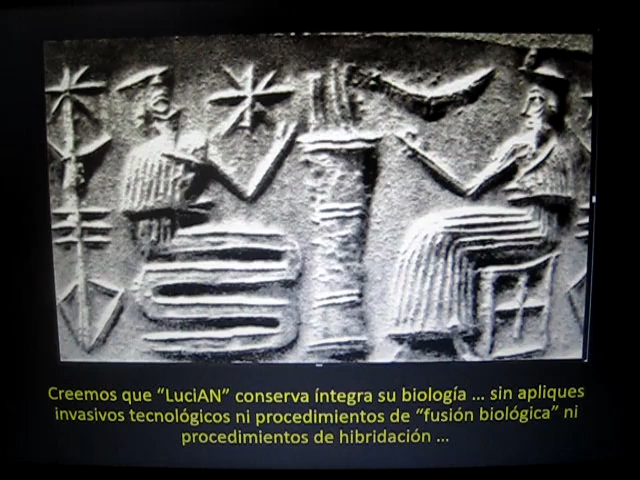 Creemos que “LuciAN” conserva íntegra su biología ... sin apliques
invasivos tecnológicos ni procedimientos de “fusión biológica” ni
procedimientos de hibridación ...